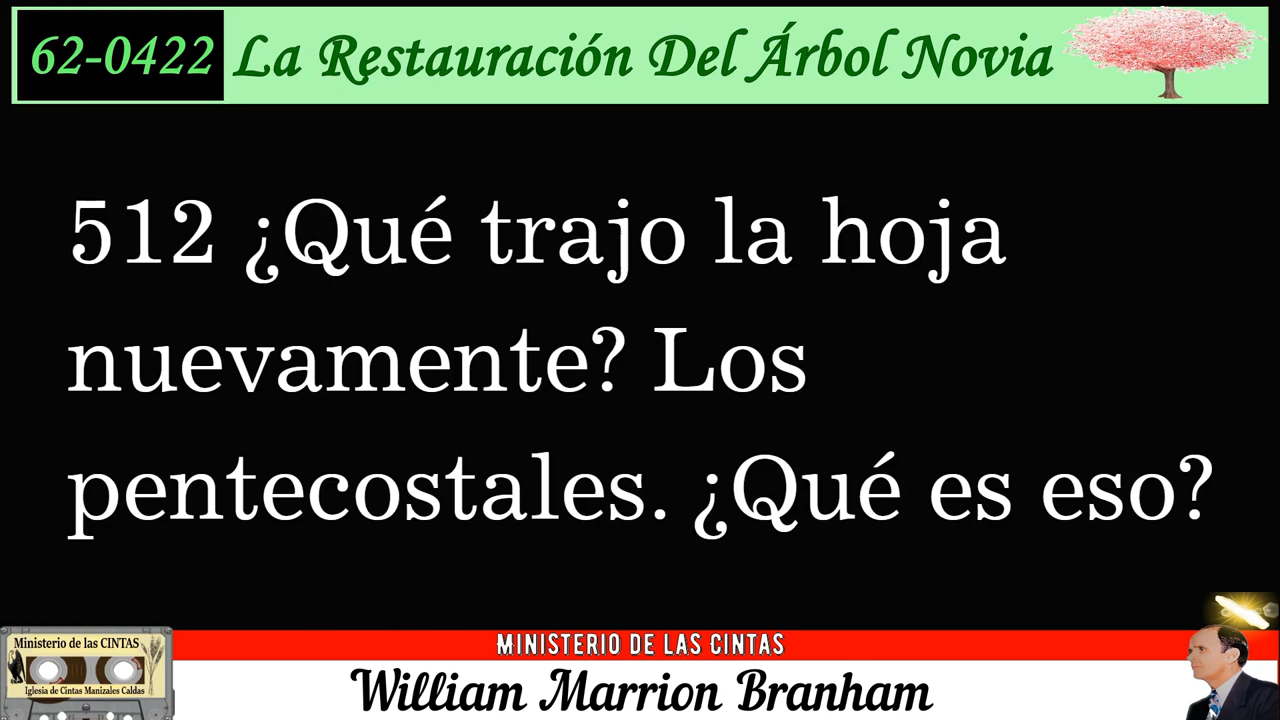 62-0422 La Restauración Del Árbol Novia
512 ¿Qué trajo la hoja
nuevamente? Los
pentecostales. ¿Qué es eso?
Ministerio de las CINTAS
Iglesia de Cintas Manizales Caldas
MINISTERIO DE LAS CINTAS
William Marrion Branham